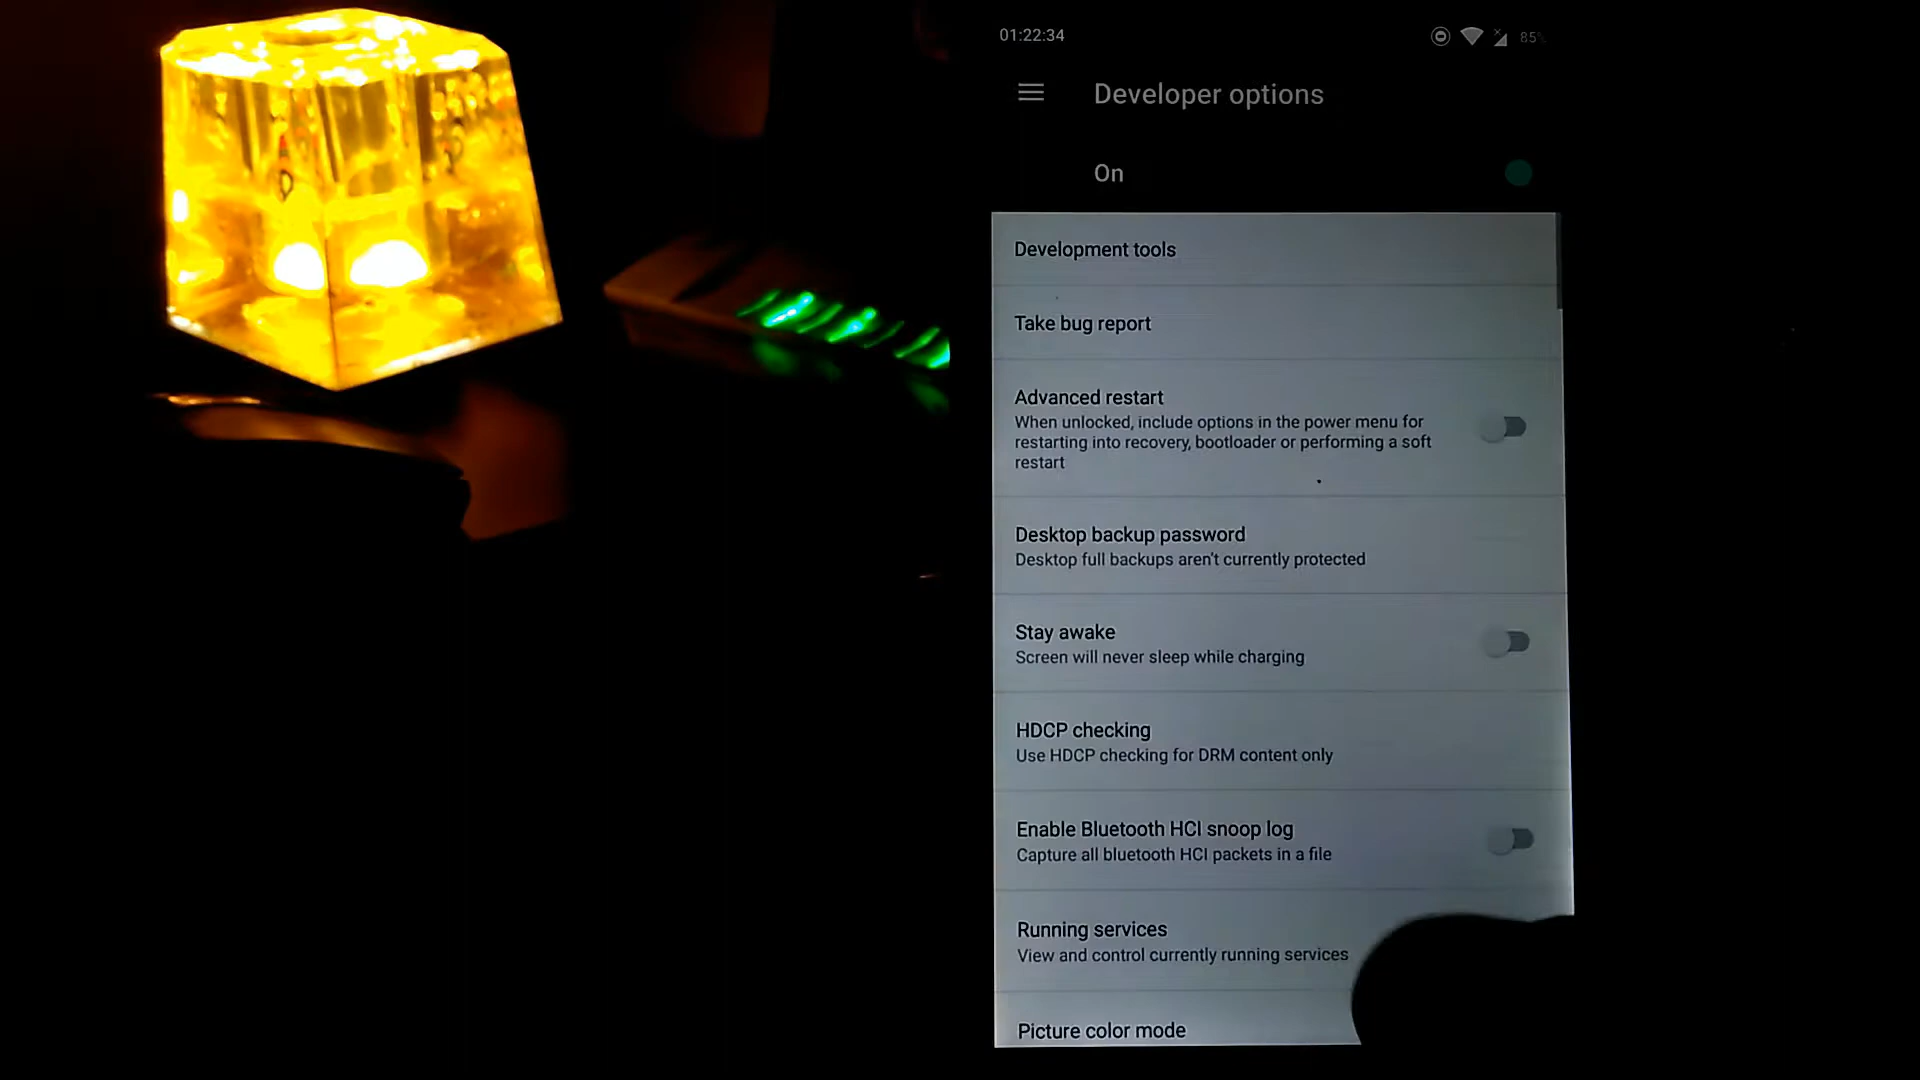 01:22:34
85%
Developer options
On
Development tools
Take bug report
Advanced restart
When unlocked, include options in the power menu for
restarting into recovery, bootloader or performing a soft
restart
Desktop backup password
Desktop full backups aren't currently protected
Stay awake
Screen will never sleep while charging
HDCP checking
Use HDCP checking for DRM content only
Enable Bluetooth HCI snoop log
Capture all bluetooth HCI packets in a file
Running services
View and control currently running services
Picture color mode